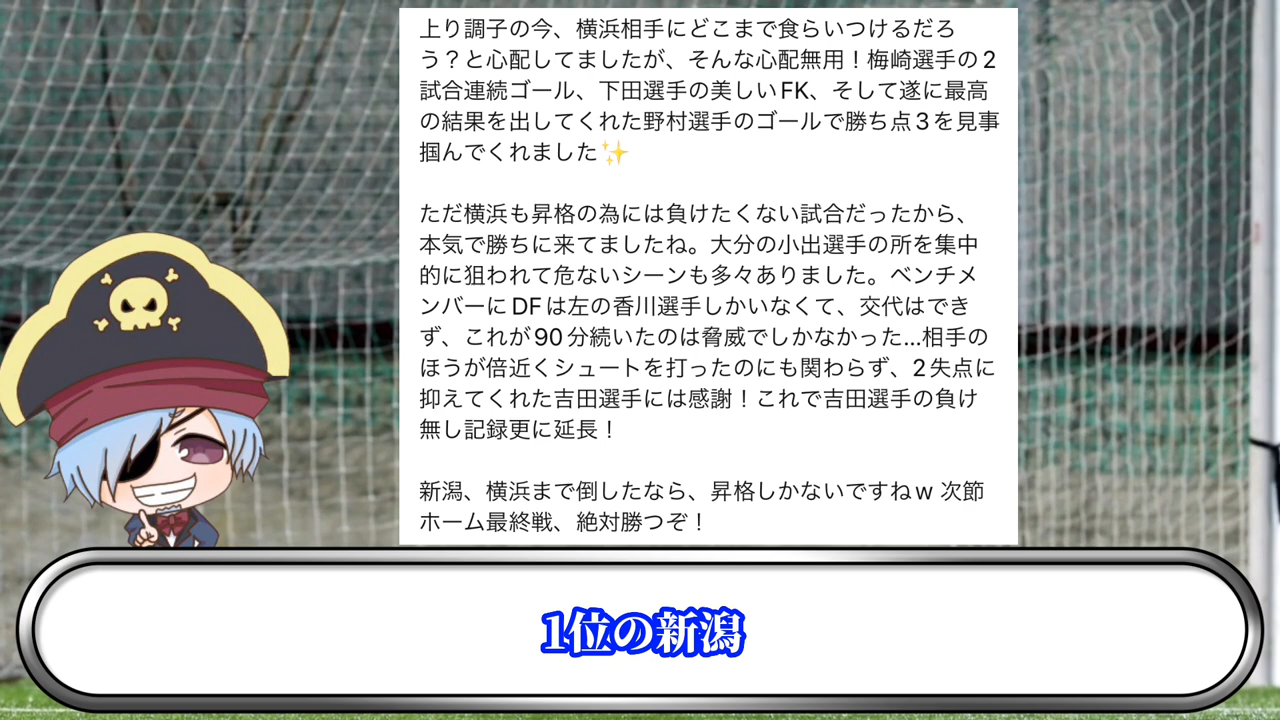 上り調子の今、横浜相手にどこまで食らいつけるだろ
う？と心配してましたが、そんな心配無用！梅崎選手の2
試合連続ゴール、下田選手の美しいFK、そして遂に最高
の結果を出してくれた野村選手のゴールで勝ち点3を見事
掴んでくれました✨
ただ横浜も昇格の為には負けたくない試合だったから、
本気で勝ちに来てましたね。大分の小出選手の所を集中
的に狙われて危ないシーンも多々ありました。ベンチメ
ンバーにDFは左の香川選手しかいなくて、交代はでき
ず、これが90分続いたのは脅威でしかなかった…相手の
ほうが倍近くシュートを打ったのにも関わらず、2失点に
抑えてくれた吉田選手には感謝！これで吉田選手の負け
無し記録更に延長！
新潟、横浜まで倒したなら、昇格しかないですねw 次節
ホーム最終戦、絶対勝つぞ！
1位の新潟